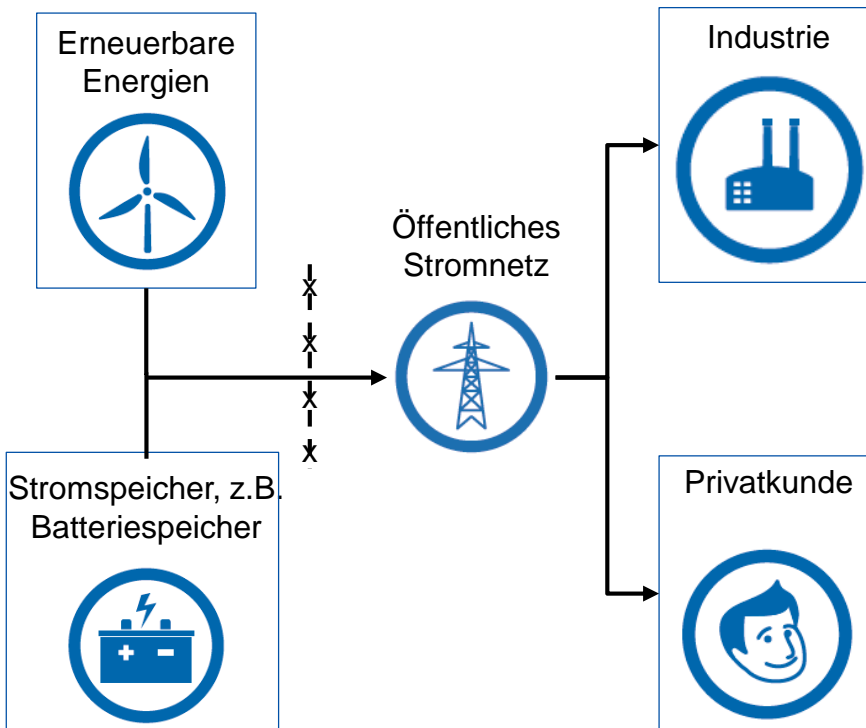 Erneuerbare
Energien
Industrie
Öffentliches
Stromnetz
x
x
x
x
Stromspeicher, z.B.
Batteriespeicher
+ -
Privatkunde